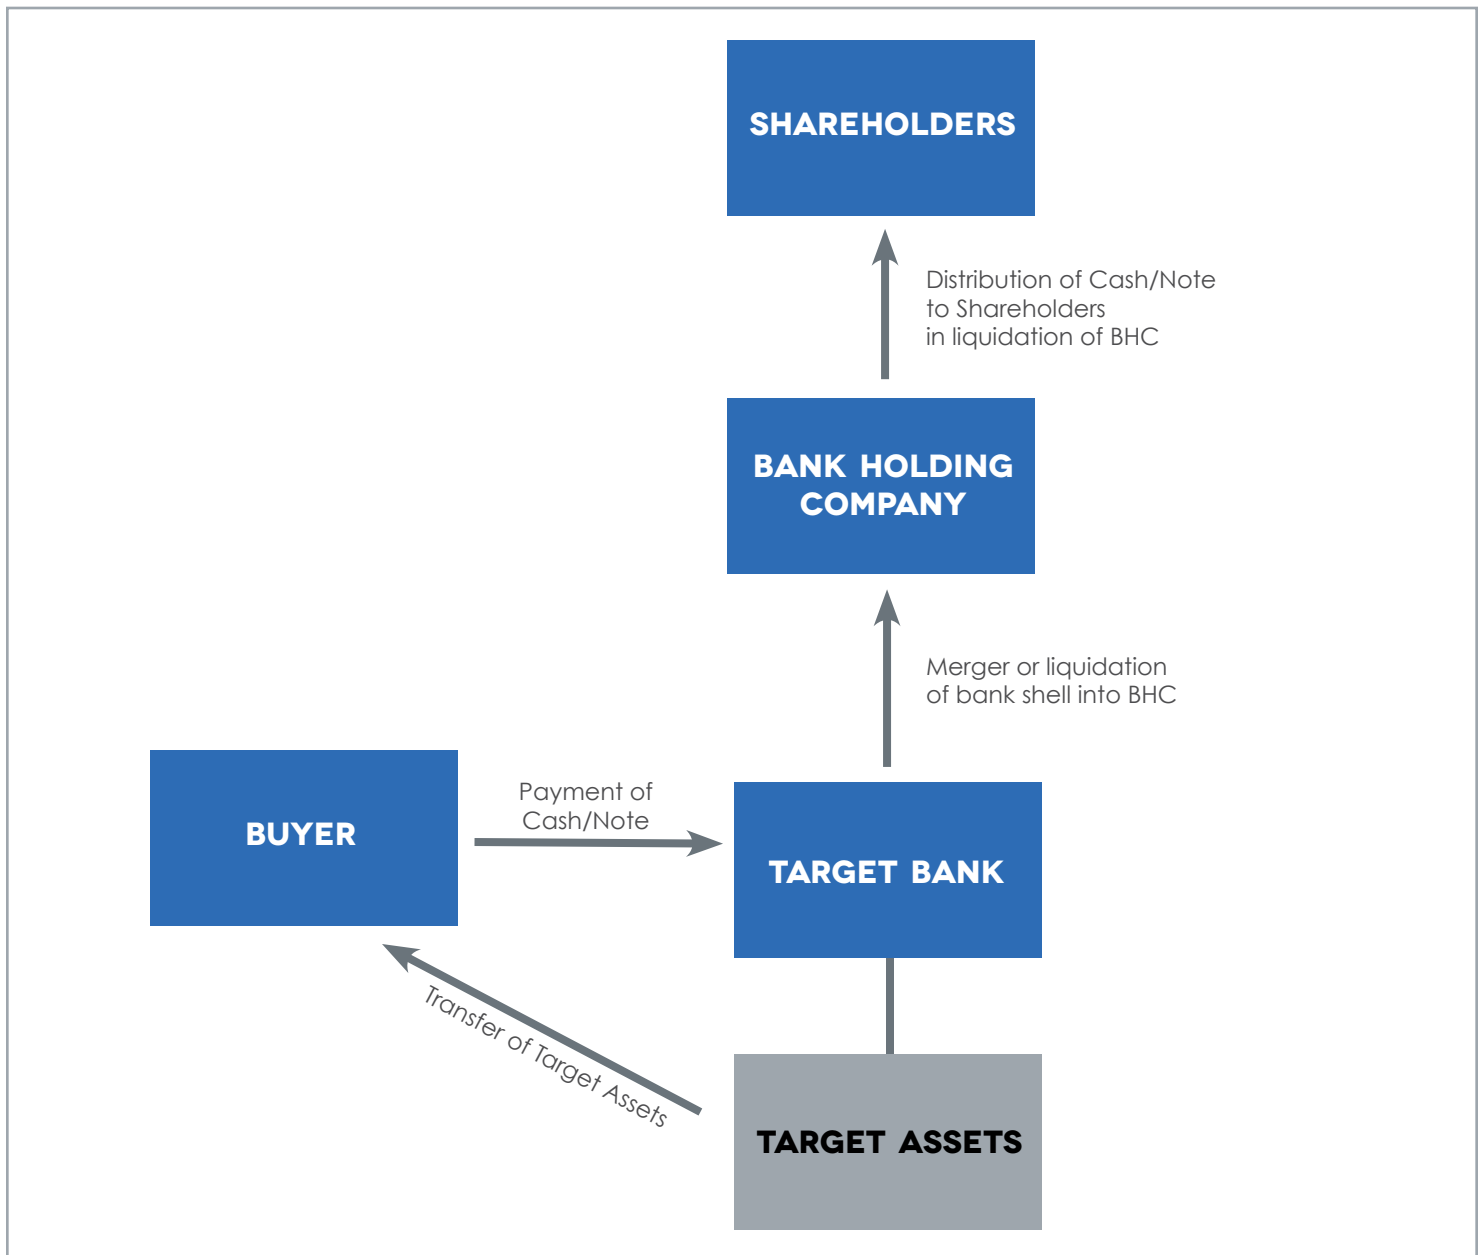 SHAREHOLDERS
Distribution of Cash/Note
to Shareholders
in liquidation of BHC
BANK HOLDING
COMPANY
Merger or liquidation
of bank shell into BHC
BUYER
Payment of
Cash/Note
TARGET BANK
Transfer of Target Assets
TARGET ASSETS